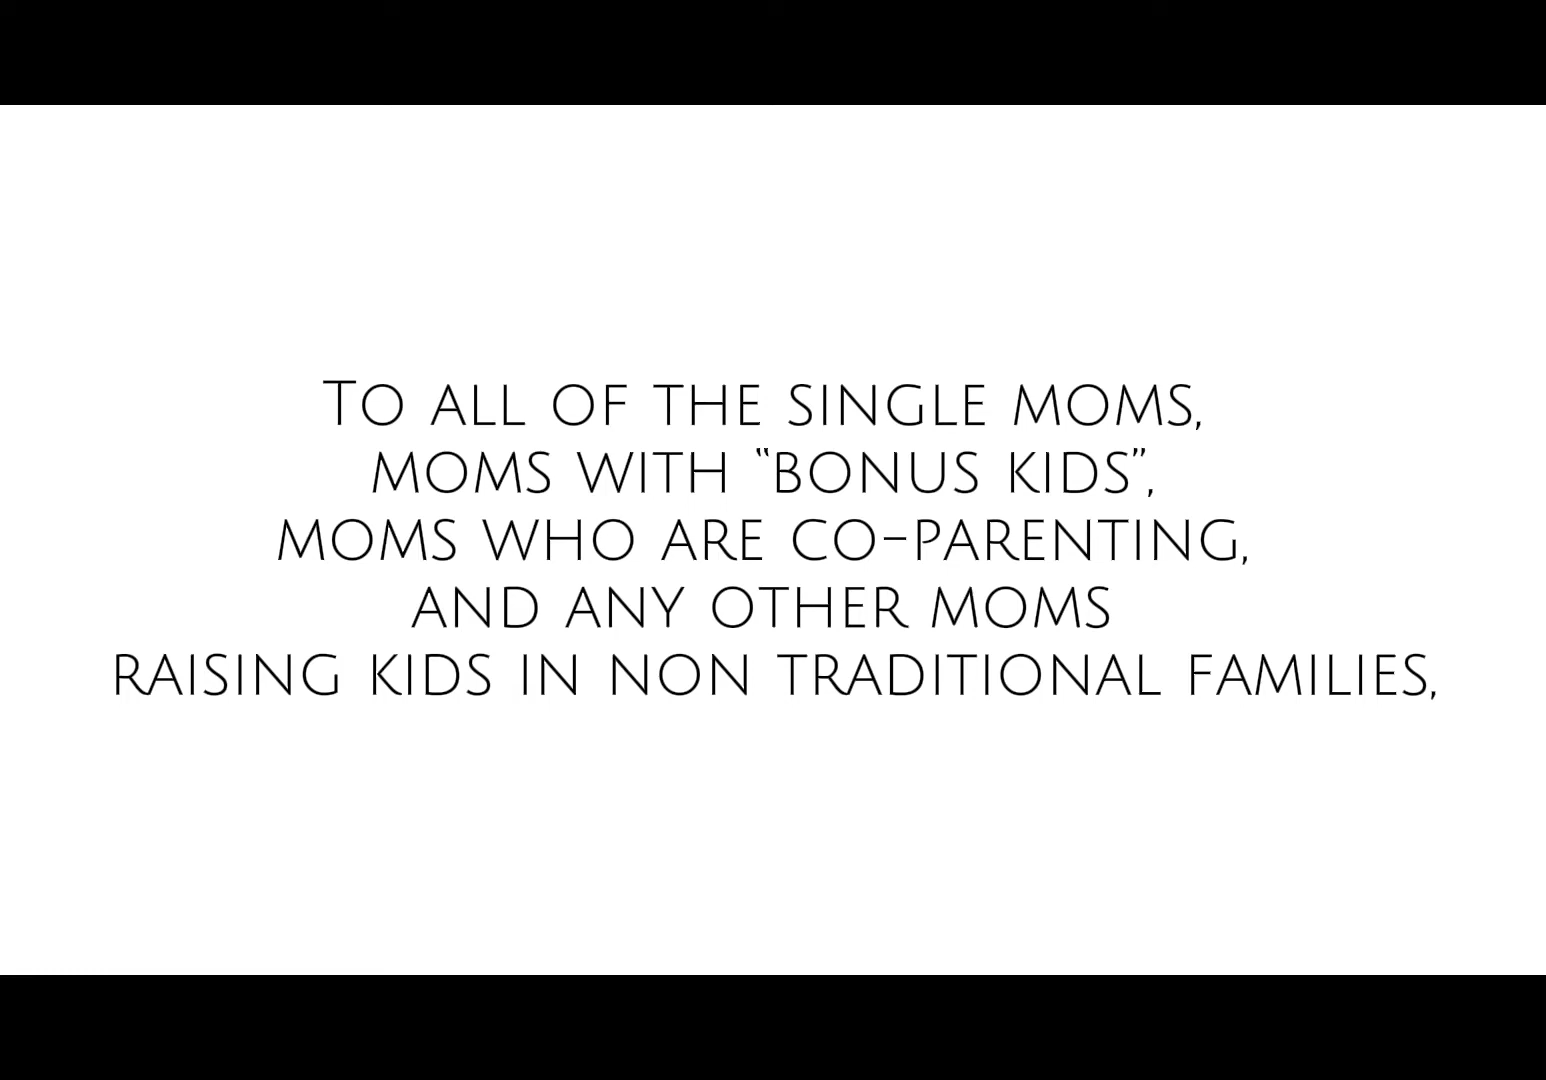 To all of the single moms,
moms with “bonus kids”,
moms who are co-parenting,
and any other moms
raising kids in non traditional families,